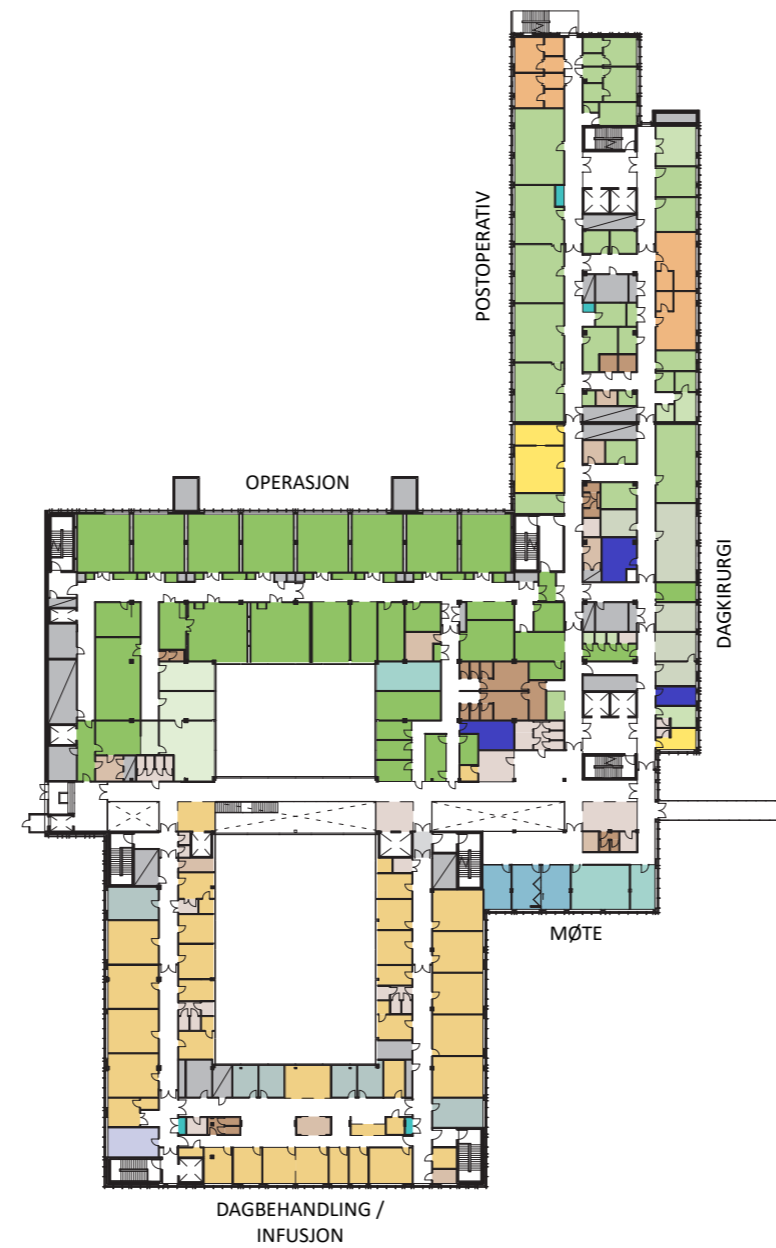 POSTOPERATIV
OPERASJON
DAGKIRURGI
MØTE
DAGBEHANDLING /
INFUSJON